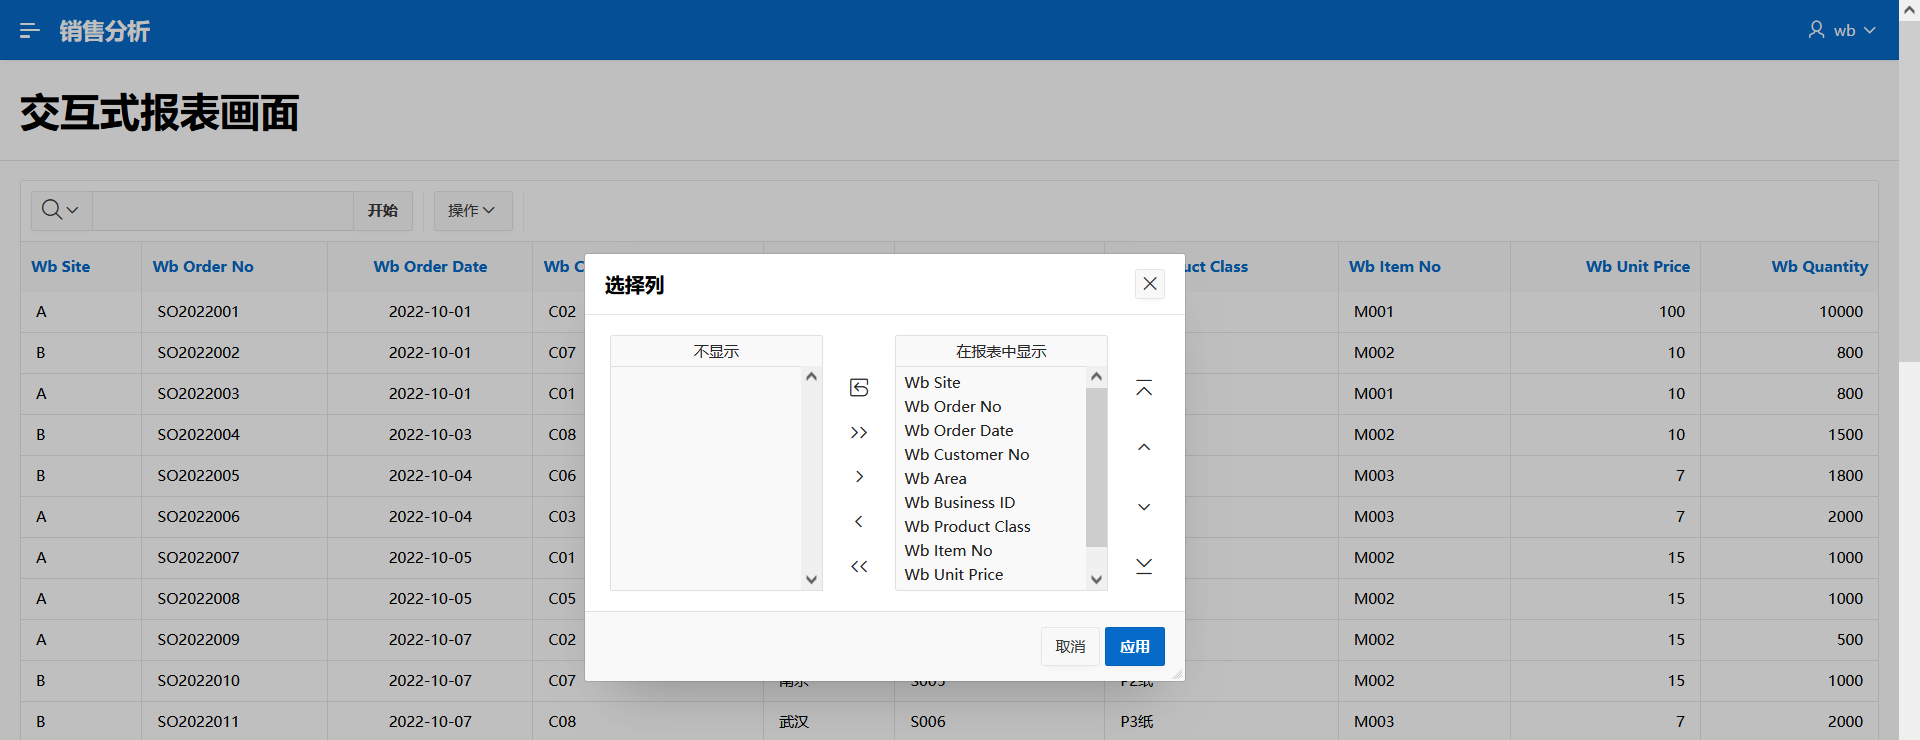 销售分析
wb
交互式报表画面
开始
操作
Wb Site Wb Order No Wb Order Date Wb C uct Class Wb Item No Wb Unit Price Wb Quantity
A SO2022001 2022-10-01 C02 M001 100 10000
B SO2022002 2022-10-01 C07 M002 10 800
A SO2022003 2022-10-01 C01 M001 10 800
B SO2022004 2022-10-03 C08 M002 10 1500
B SO2022005 2022-10-04 C06 M003 7 1800
A SO2022006 2022-10-04 C03 M003 7 2000
A SO2022007 2022-10-05 C01 M002 15 1000
A SO2022008 2022-10-05 C05 M002 15 1000
A SO2022009 2022-10-07 C02 M002 15 500
B SO2022010 2022-10-07 C07 南京 S005 P2纸 M002 15 1000
B SO2022011 2022-10-07 C08 武汉 S006 P3纸 M003 7 2000
选择列
不显示
在报表中显示
Wb Site
Wb Order No
Wb Order Date
Wb Customer No
Wb Area
Wb Business ID
Wb Product Class
Wb Item No
Wb Unit Price
取消
应用